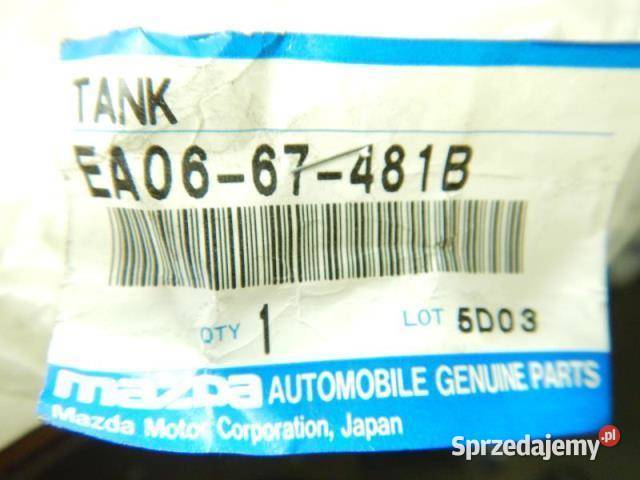 TANK
EA06-67-481B
QTY 1 LOT 5D03
mazda AUTOMOBILE GENUINE PARTS
Mazda Motor Corporation, Japan
Sprzedajemy.pl